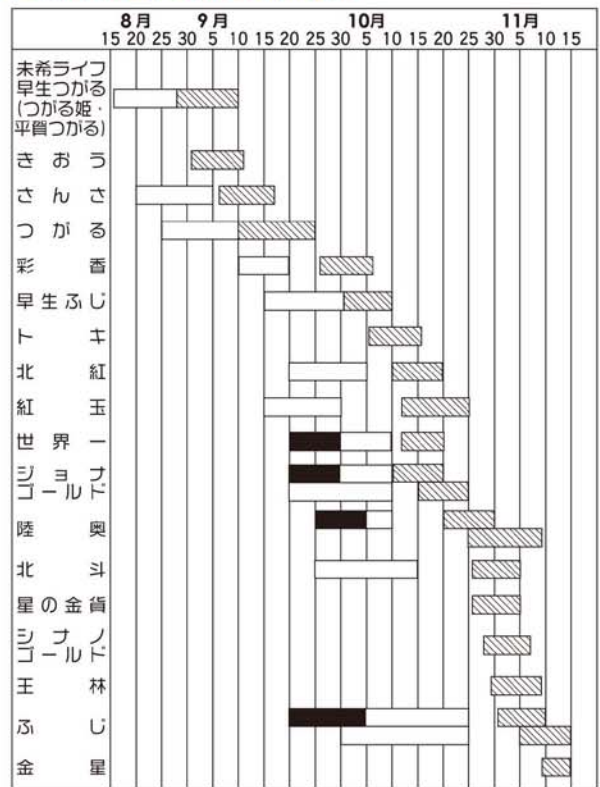 8月 9月 10月 11月
15 20 25 30 5 10 15 20 25 30 5 10 15 20 25 30 5 10 15
未希ライフ
早生つがる
(つがる姫・
平賀つがる)
きおう
さんさ
つがる
彩香
早生ふじ
トキ
北紅
紅玉
世界一
ジョナ
ゴールド
陸奥
北斗
星の金貨
シナノ
ゴールド
王林
ふじ
金星